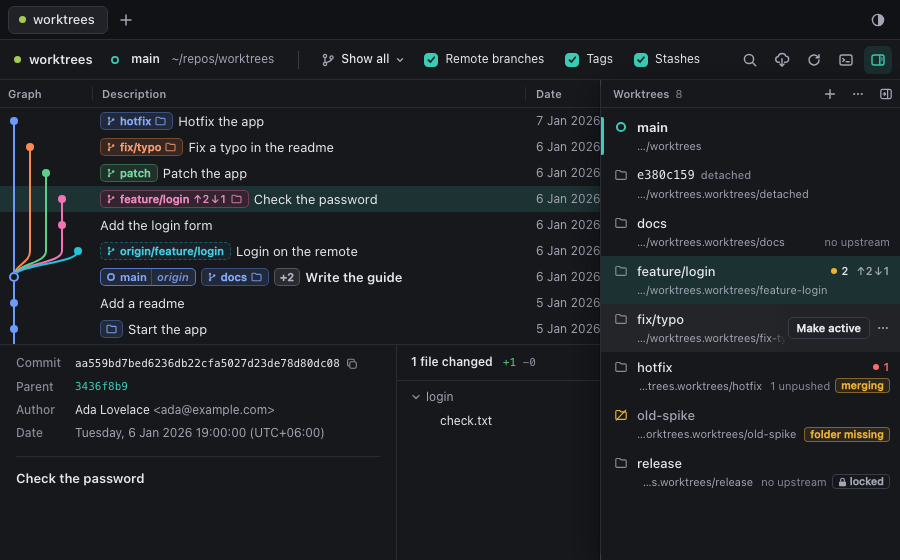 worktrees
worktrees main ~/repos/worktrees Show all Remote branches Tags Stashes
Graph Description Date
hotfix Hotfix the app 7 Jan 2026
fix/typo Fix a typo in the readme 6 Jan 2026
patch Patch the app 6 Jan 2026
feature/login ↑2↓1 Check the password 6 Jan 2026
Add the login form 6 Jan 2026
origin/feature/login Login on the remote 6 Jan 2026
main origin docs +2 Write the guide 6 Jan 2026
Add a readme 5 Jan 2026
Start the app 5 Jan 2026
Commit aa559bd7bed6236db22cfa5027d23de78d80dc08
Parent 3436f8b9
Author Ada Lovelace <ada@example.com>
Date Tuesday, 6 Jan 2026 19:00:00 (UTC+06:00)
Check the password
1 file changed +1 −0
login
check.txt
Worktrees 8
main
.../worktrees
e380c159 detached
.../worktrees.worktrees/detached
docs
.../worktrees.worktrees/docs no upstream
feature/login 2 ↑2↓1
.../worktrees.worktrees/feature-login
fix/typo
.../worktrees.worktrees/fix-t Make active
hotfix 1
...trees.worktrees/hotfix 1 unpushed merging
old-spike
...orktrees.worktrees/old-spike folder missing
release
...s.worktrees/release no upstream locked